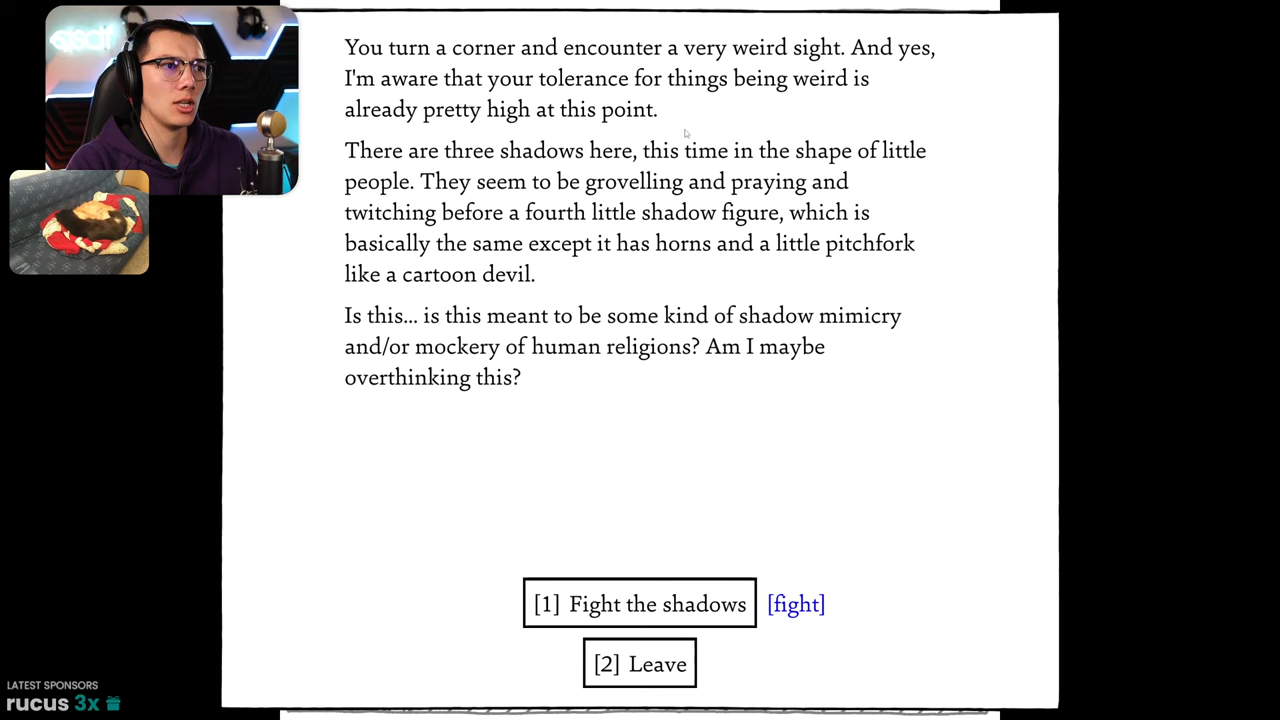 You turn a corner and encounter a very weird sight. And yes,
I'm aware that your tolerance for things being weird is
already pretty high at this point.
There are three shadows here, this time in the shape of little
people. They seem to be grovelling and praying and
twitching before a fourth little shadow figure, which is
basically the same except it has horns and a little pitchfork
like a cartoon devil.
Is this... is this meant to be some kind of shadow mimicry
and/or mockery of human religions? Am I maybe
overthinking this?
[1] Fight the shadows [fight]
[2] Leave
LATEST SPONSORS
rucus 3x